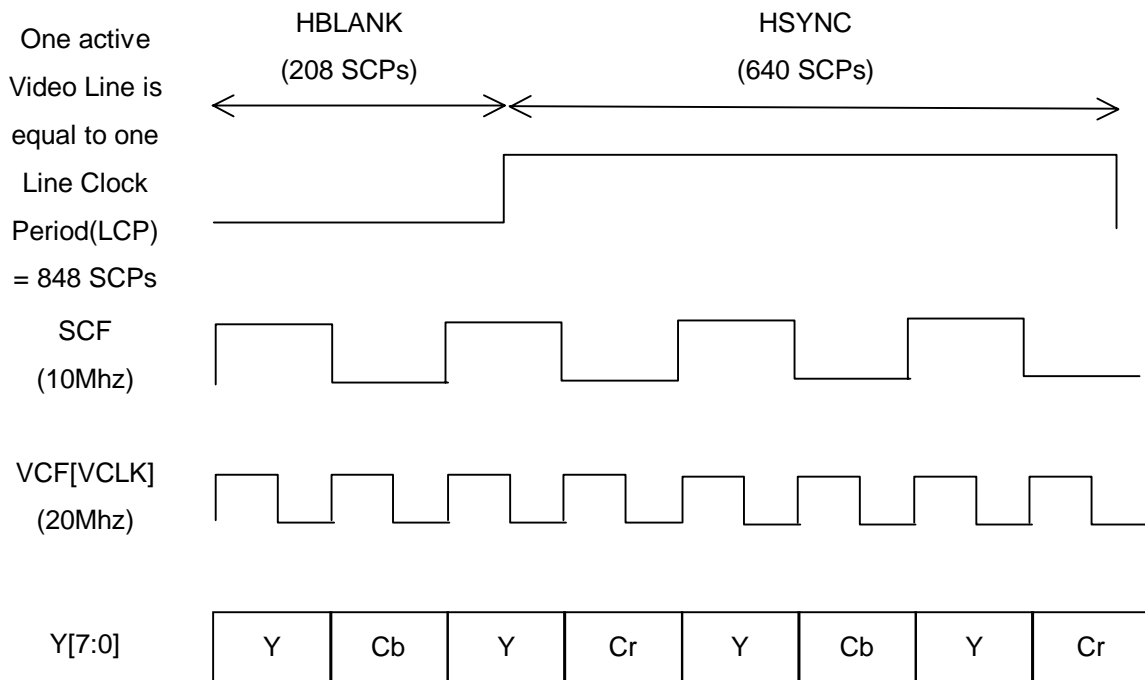 One active
Video Line is
equal to one
Line Clock
Period(LCP)
= 848 SCPs
HBLANK
(208 SCPs)
HSYNC
(640 SCPs)
SCF
(10Mhz)
VCF[VCLK]
(20Mhz)
Y[7:0]
Y Cb Y Cr Y Cb Y Cr